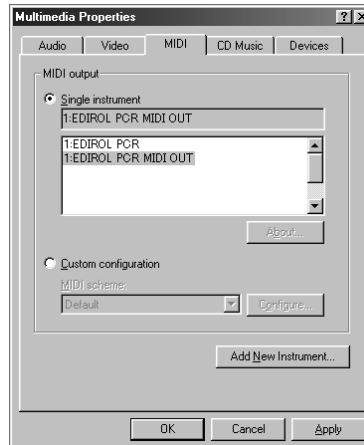 Multimedia Properties
Audio Video MIDI CD Music Devices
MIDI output
Single instrument
1:EDIROL PCR MIDI OUT
1:EDIROL PCR
1:EDIROL PCR MIDI OUT
About...
Custom configuration
MIDI scheme:
Default Configure...
Add New Instrument...
OK Cancel Apply